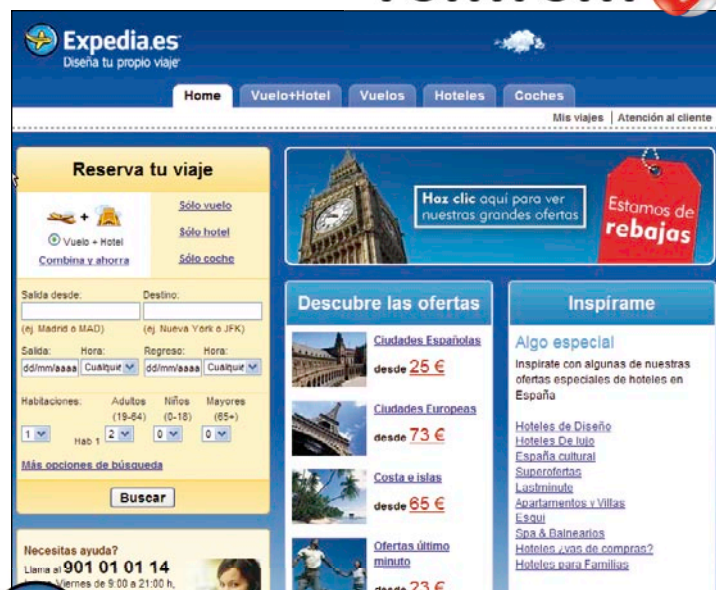 Expedia.es
Diseña tu propio viaje
Home
Vuelo+Hotel
Vuelos
Hoteles
Coches
Mis viajes | Atención al cliente
Reserva tu viaje
Vuelo + Hotel
Combina y ahorra
Sólo vuelo
Sólo hotel
Sólo coche
Salida desde:
Destino:
(ej. Madrid o MAD)
(ej. Nueva York o JFK)
Salida: Hora: Regreso: Hora:
dd/mm/aaaa Cualquie dd/mm/aaaa Cualquie
Habitaciones: Adultos Niños Mayores
(19-64) (0-18) (65+)
1 Hab 1 2 0 0
Más opciones de búsqueda
Buscar
Necesitas ayuda?
Llama al 901 01 01 14
Viernes de 9:00 a 21:00 h,
Haz clic aquí para ver
nuestras grandes ofertas
Estamos de
rebajas
Descubre las ofertas
Ciudades Españolas
desde 25 €
Ciudades Europeas
desde 73 €
Costa e islas
desde 65 €
Ofertas último
minuto
desde 23 €
Inspírame
Algo especial
Inspirate con algunas de nuestras
ofertas especiales de hoteles en
España
Hoteles de Diseño
Hoteles De lujo
España cultural
Superofertas
Lastminute
Apartamentos y Villas
Esqui
Spa & Balnearios
Hoteles ¿vas de compras?
Hoteles para Familias